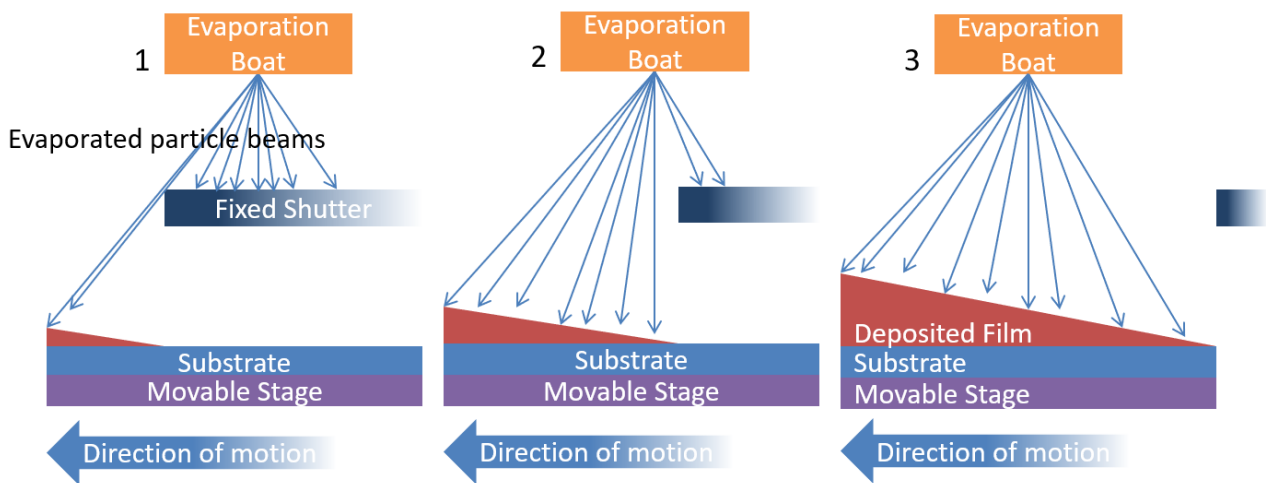 Evaporation
Boat
1
Evaporated particle beams
Fixed Shutter
Substrate
Movable Stage
Direction of motion
Evaporation
Boat
2
Substrate
Movable Stage
Direction of motion
Evaporation
Boat
3
Deposited Film
Substrate
Movable Stage
Direction of motion